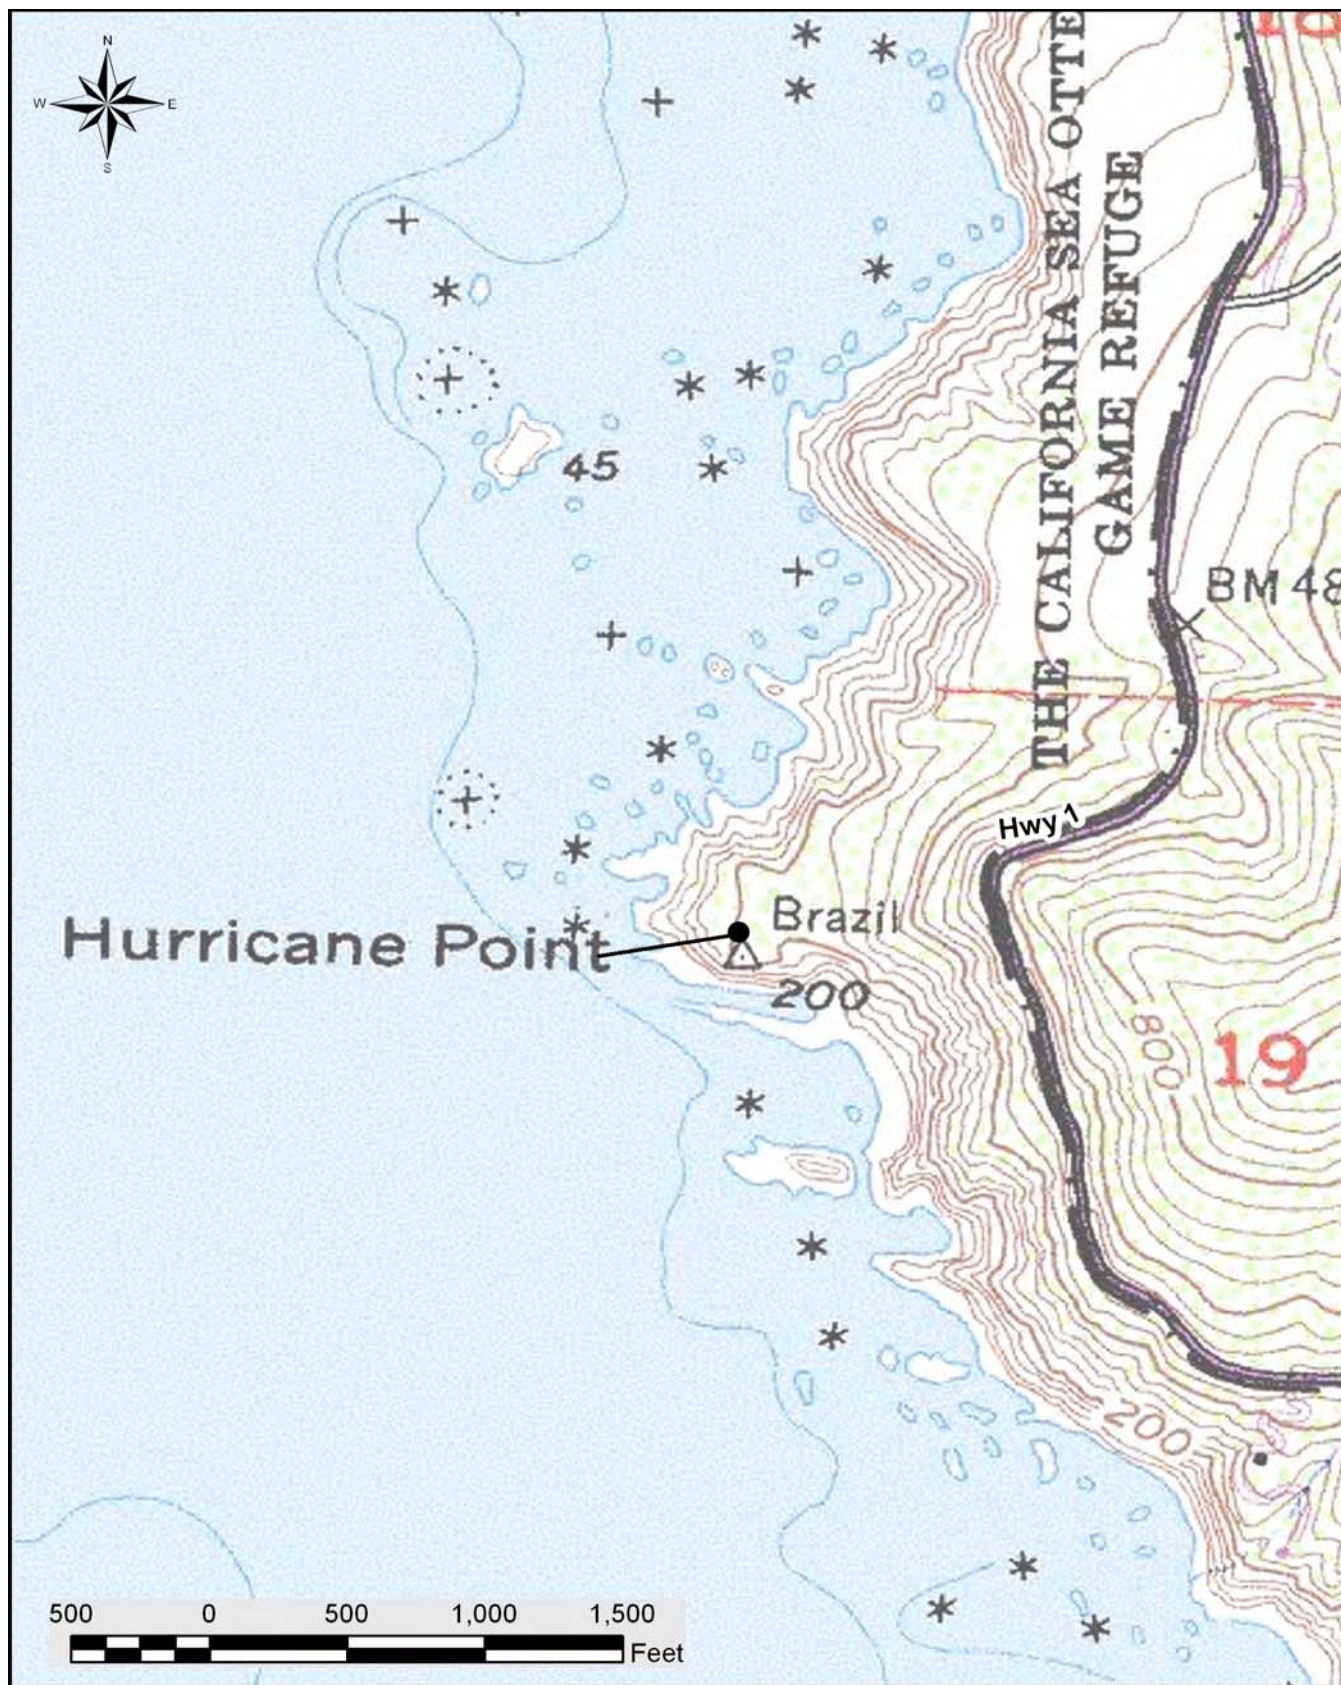 N
W E
S
18
THE CALIFORNIA SEA OTTE
GAME REFUGE
45
BM 48
Hwy 1
Brazil
Hurricane Point
200
800
19
200
500 0 500 1,000 1,500
Feet